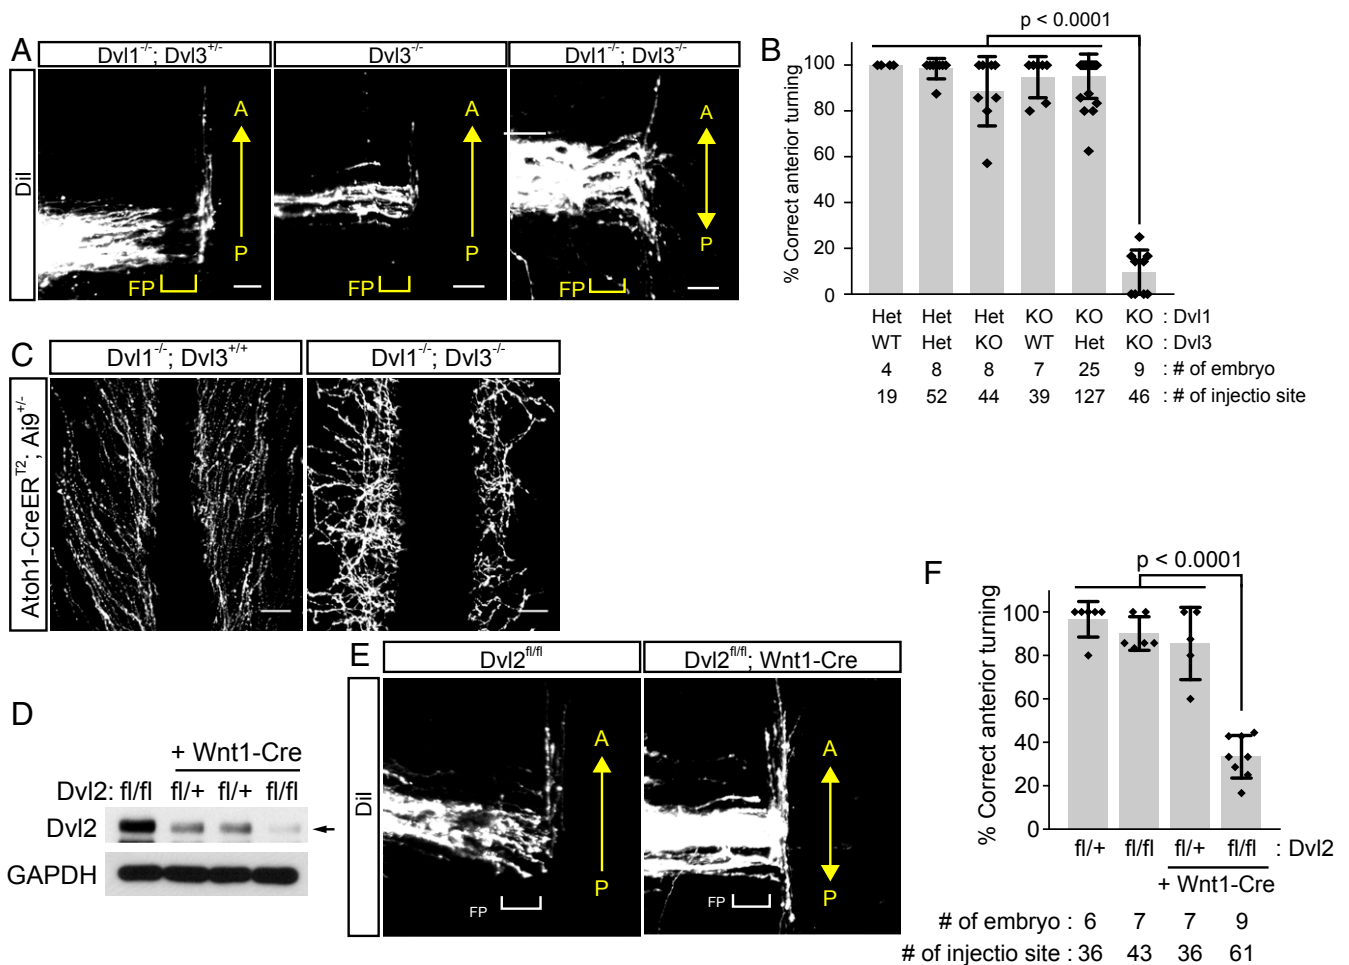 A
Dvl1-/-; Dvl3+/-
Dvl3-/-
Dvl1-/-; Dvl3-/-
DiI
A
P
FP
A
P
FP
A
P
FP
B
p < 0.0001
% Correct anterior turning
100
80
60
40
20
0
Het Het Het KO KO KO : Dvl1
WT Het KO WT Het KO : Dvl3
4 8 8 7 25 9 : # of embryo
19 52 44 39 127 46 : # of injectio site
C
Dvl1-/-; Dvl3+/+
Dvl1-/-; Dvl3-/-
Atoh1-CreERT2; Ai9+/-
D
+ Wnt1-Cre
Dvl2: fl/fl fl/+ fl/+ fl/fl
Dvl2
GAPDH
E
Dvl2fl/fl
Dvl2fl/fl; Wnt1-Cre
DiI
A
P
FP
A
P
FP
F
p < 0.0001
% Correct anterior turning
100
80
60
40
20
0
fl/+ fl/fl fl/+ fl/fl : Dvl2
+ Wnt1-Cre
# of embryo : 6 7 7 9
# of injectio site : 36 43 36 61